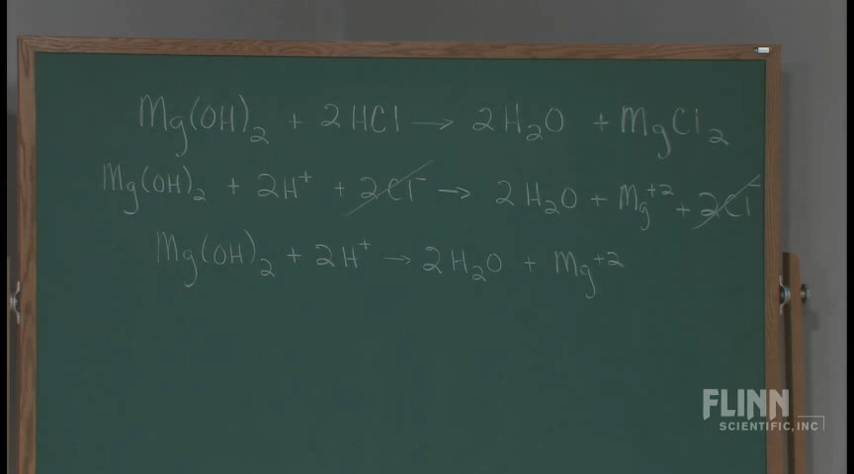 Mg(OH)₂ + 2HCl → 2H₂O + MgCl₂
Mg(OH)₂ + 2H⁺ + 2Cl⁻ → 2H₂O + Mg⁺² + 2Cl⁻
Mg(OH)₂ + 2H⁺ → 2H₂O + Mg⁺²
FLINN
SCIENTIFIC, INC